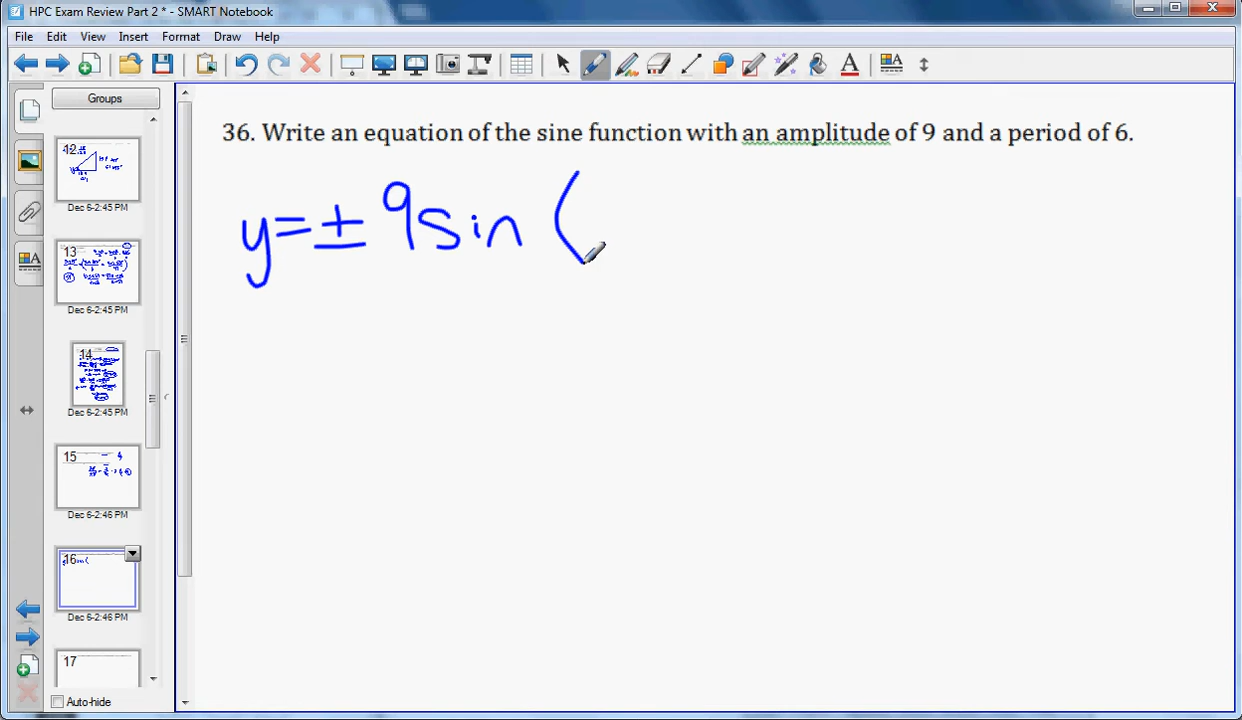 HPC Exam Review Part 2 * - SMART Notebook
File Edit View Insert Format Draw Help
Groups
36. Write an equation of the sine function with an amplitude of 9 and a period of 6.
y=± 9 sin (
12
Dec 6-2:45 PM
13
Dec 6-2:45 PM
14
Dec 6-2:45 PM
15
Dec 6-2:46 PM
16
Dec 6-2:46 PM
17
Auto-hide